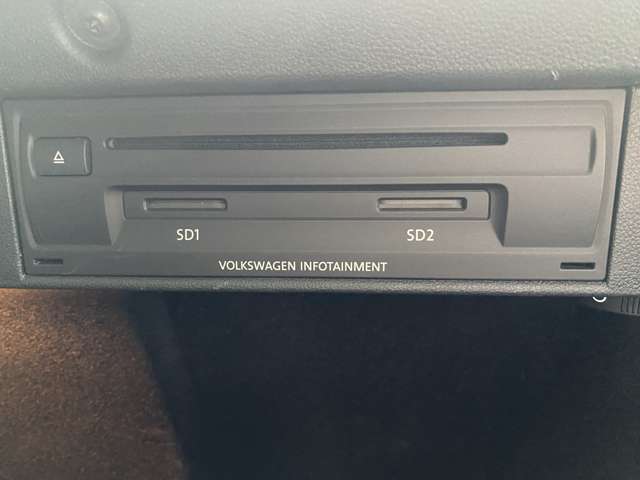 SD1 SD2
VOLKSWAGEN INFOTAINMENT